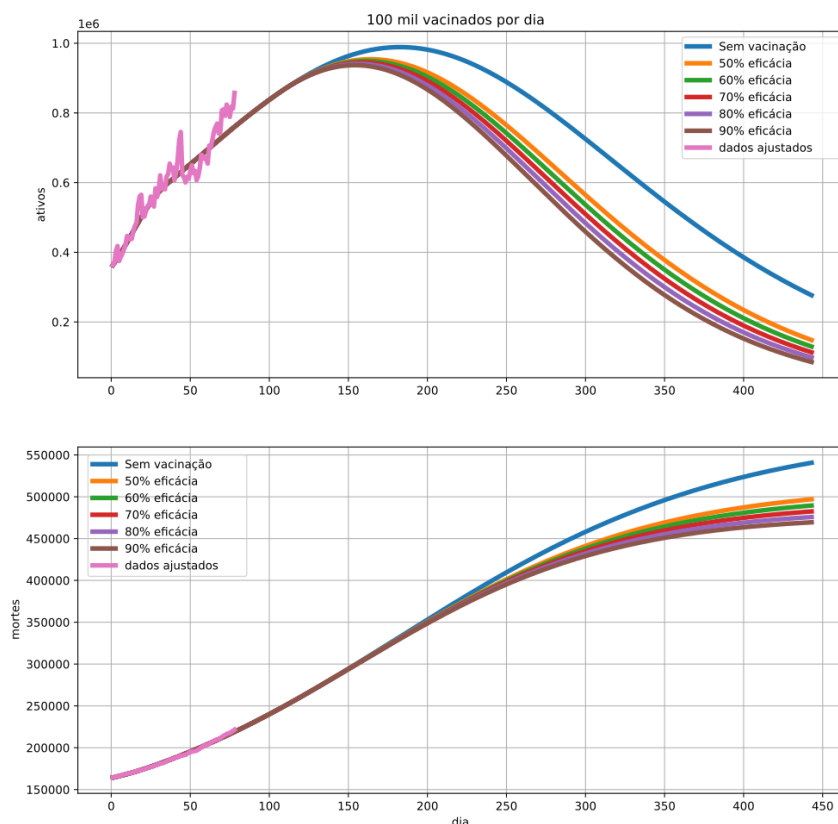 100 mil vacinados por dia
1e6
1.0
0.8
0.6
0.4
0.2
ativos
Sem vacinação
50% eficácia
60% eficácia
70% eficácia
80% eficácia
90% eficácia
dados ajustados
0 50 100 150 200 250 300 350 400 450
550000
500000
450000
400000
350000
300000
250000
200000
150000
mortes
Sem vacinação
50% eficácia
60% eficácia
70% eficácia
80% eficácia
90% eficácia
dados ajustados
0 50 100 150 200 250 300 350 400 450
dia